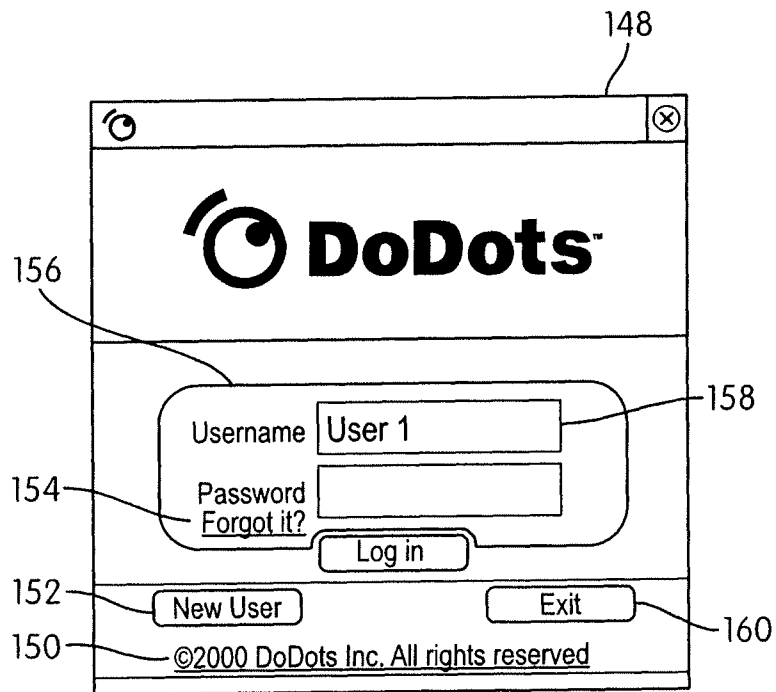 148
DoDots™
156
Username User 1
158
Password
154
Forgot it?
Log in
152
New User Exit
160
150
©2000 DoDots Inc. All rights reserved